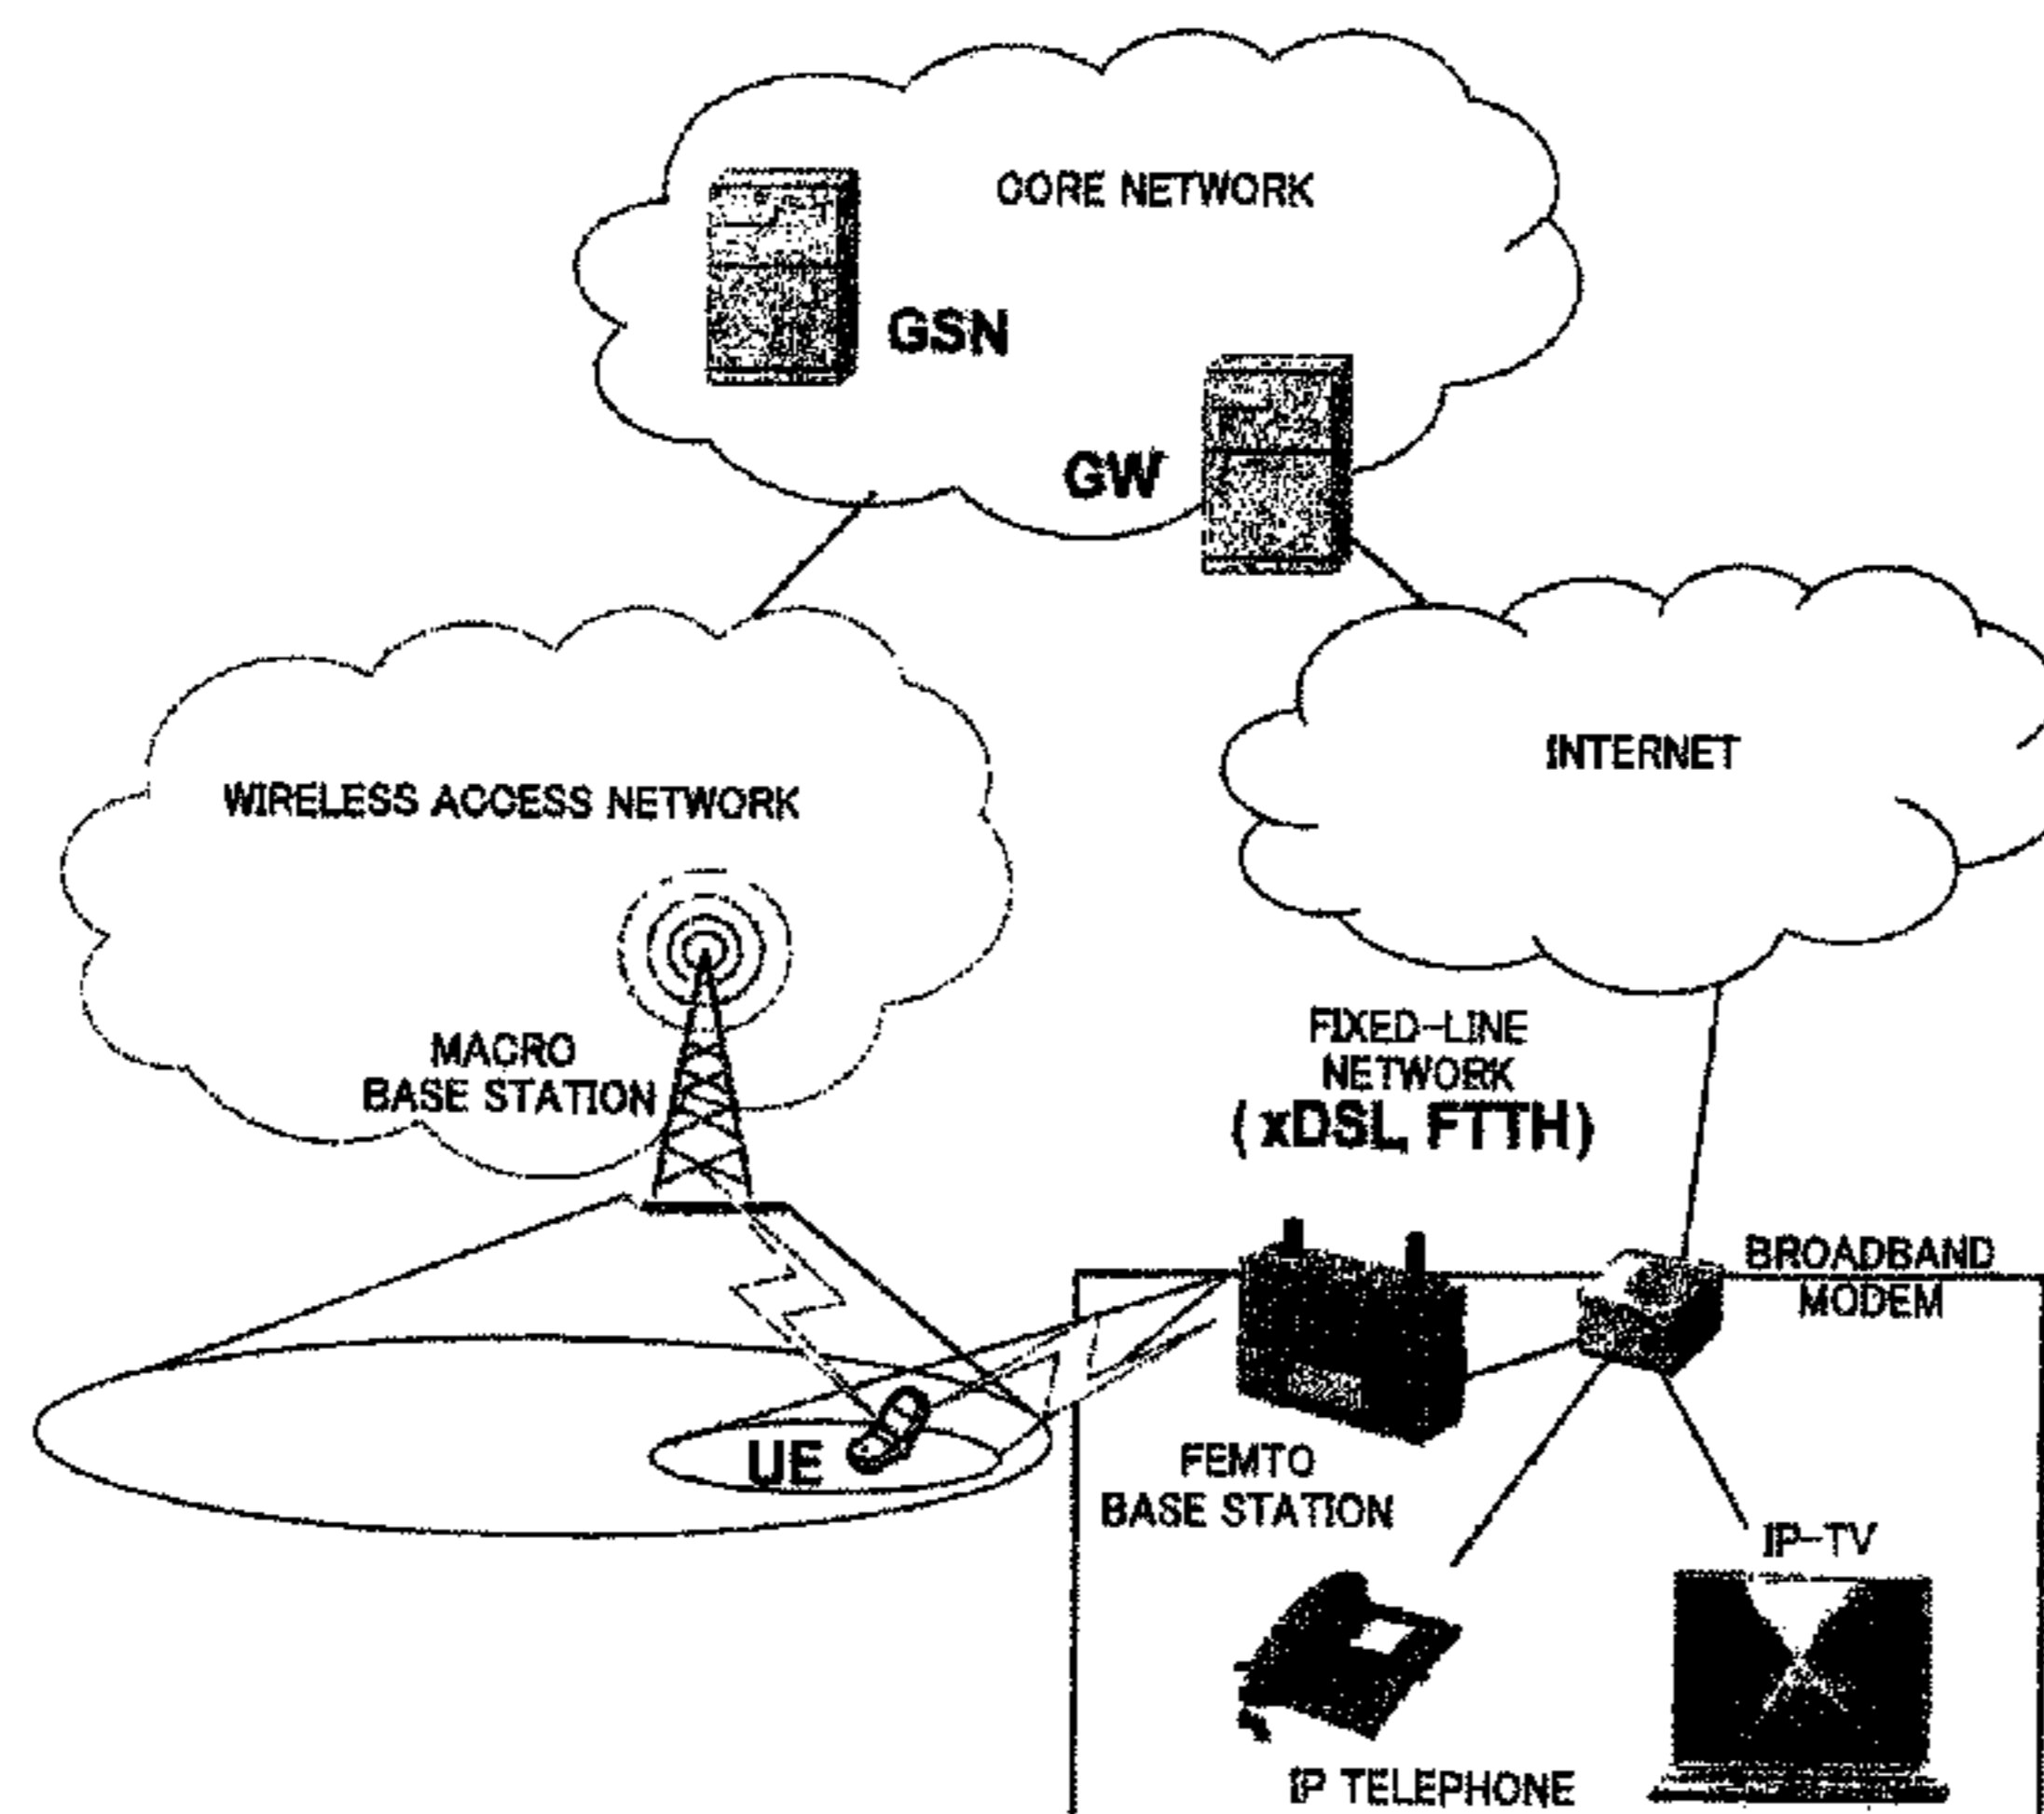 CORE NETWORK
GSN
GW
WIRELESS ACCESS NETWORK
INTERNET
MACRO
BASE STATION
FIXED-LINE
NETWORK
(xDSL, FTTH)
BROADBAND
MODEM
UE
FEMTO
BASE STATION
IP-TV
IP TELEPHONE